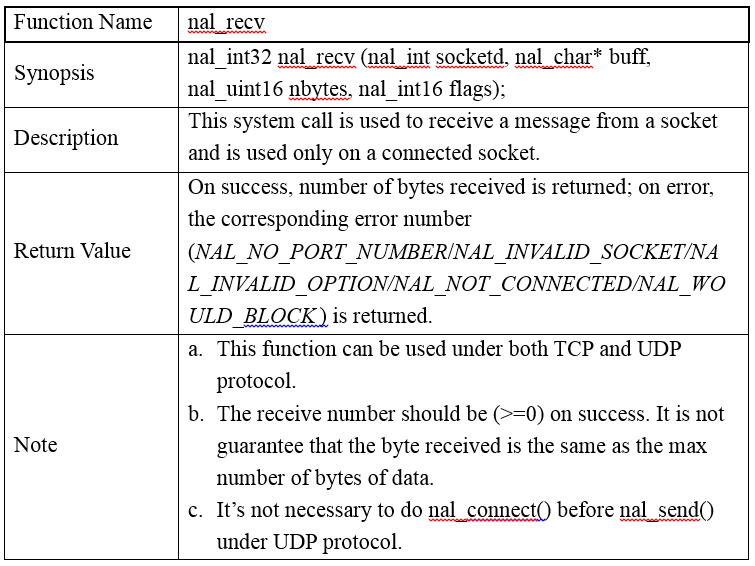 Function Name nal_recv
Synopsis
nal_int32 nal_recv (nal_int socketd, nal_char* buff,
nal_uint16 nbytes, nal_int16 flags);
Description
This system call is used to receive a message from a socket
and is used only on a connected socket.
Return Value
On success, number of bytes received is returned; on error,
the corresponding error number
(NAL_NO_PORT_NUMBER/NAL_INVALID_SOCKET/NA
L_INVALID_OPTION/NAL_NOT_CONNECTED/NAL_WO
ULD_BLOCK) is returned.
Note
a. This function can be used under both TCP and UDP
protocol.
b. The receive number should be (>=0) on success. It is not
guarantee that the byte received is the same as the max
number of bytes of data.
c. It's not necessary to do nal_connect() before nal_send()
under UDP protocol.